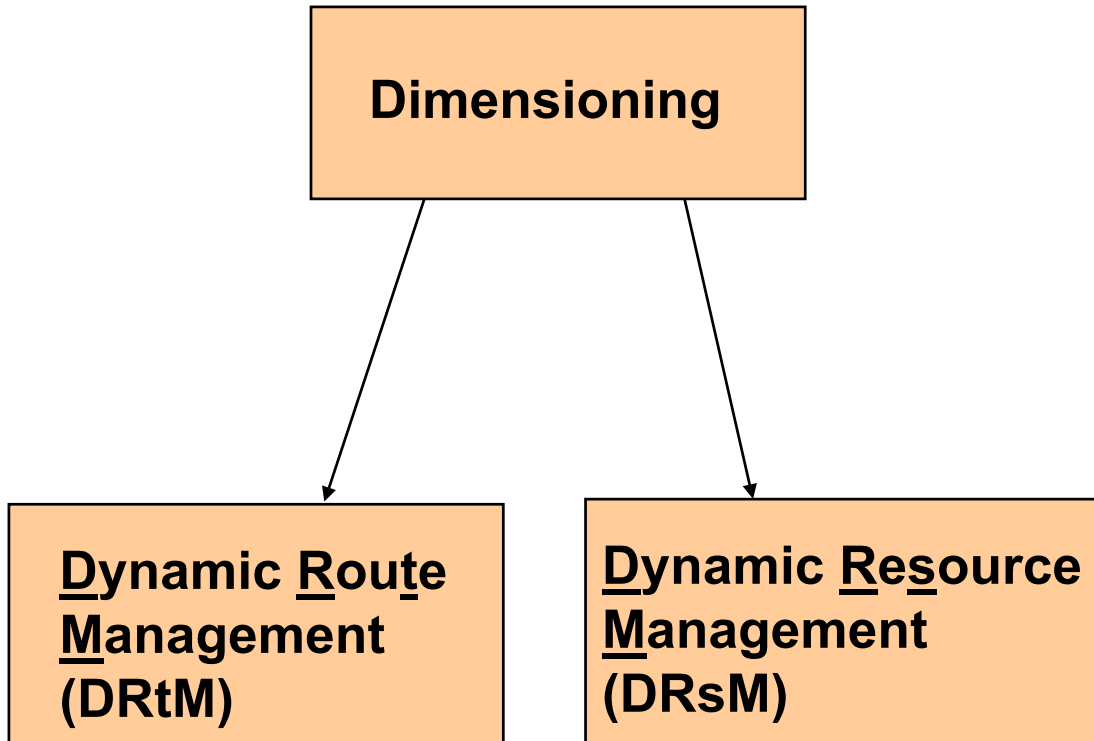 Dimensioning
Dynamic Route
Management
(DRtM)
Dynamic Resource
Management
(DRsM)